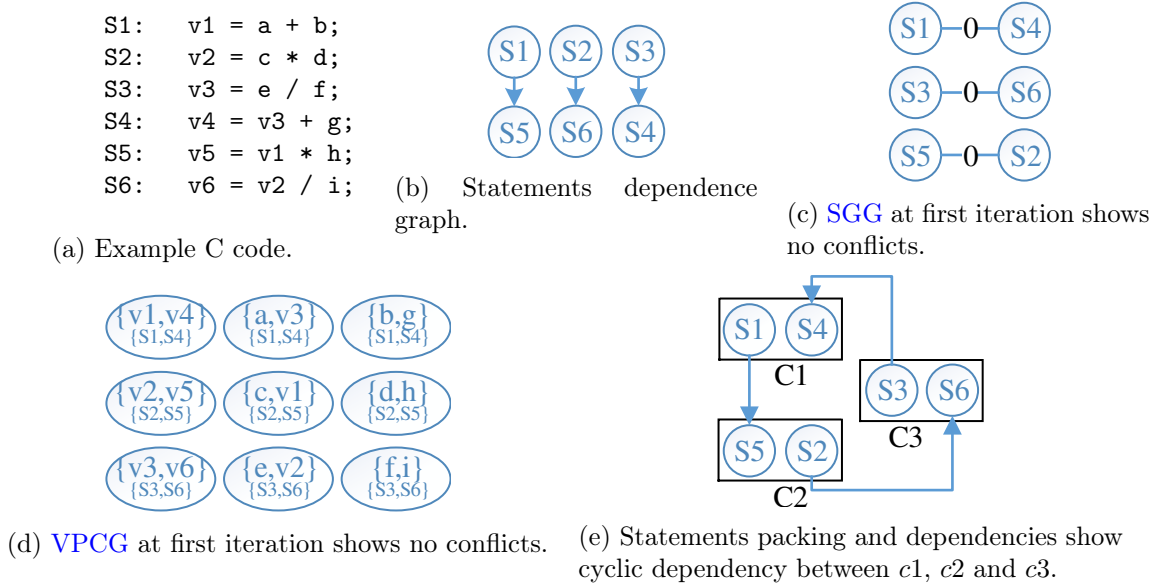 S1: v1 = a + b;
S2: v2 = c * d;
S3: v3 = e / f;
S4: v4 = v3 + g;
S5: v5 = v1 * h;
S6: v6 = v2 / i;
(a) Example C code.
S1 S2 S3
S5 S6 S4
(b) Statements dependence
graph.
S1 0 S4
S3 0 S6
S5 0 S2
(c) SGG at first iteration shows
no conflicts.
{v1,v4} {a,v3} {b,g}
{S1,S4} {S1,S4} {S1,S4}
{v2,v5} {c,v1} {d,h}
{S2,S5} {S2,S5} {S2,S5}
{v3,v6} {e,v2} {f,i}
{S3,S6} {S3,S6} {S3,S6}
(d) VPCG at first iteration shows no conflicts.
S1 S4
C1
S3 S6
C3
S5 S2
C2
(e) Statements packing and dependencies show
cyclic dependency between c1, c2 and c3.